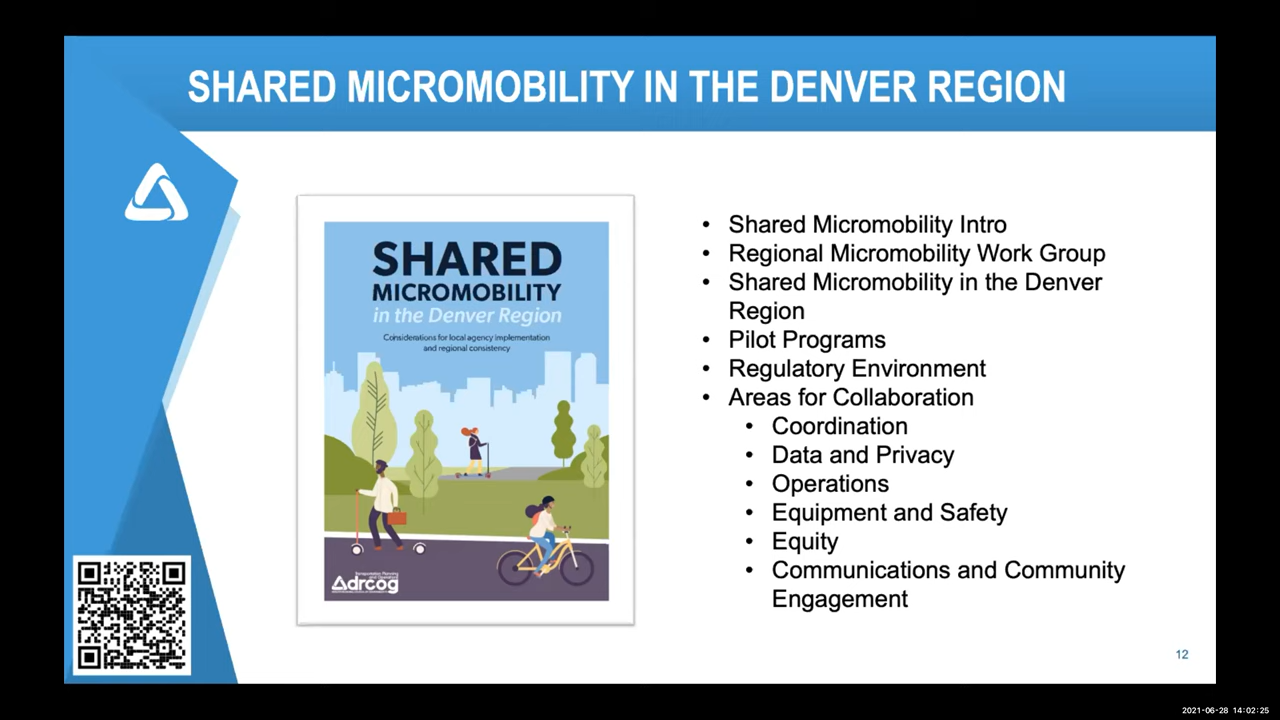 SHARED MICROMOBILITY IN THE DENVER REGION
SHARED
MICROMOBILITY
in the Denver Region
Considerations for local agency implementation
and regional consistency
drcog
• Shared Micromobility Intro
• Regional Micromobility Work Group
• Shared Micromobility in the Denver
Region
• Pilot Programs
• Regulatory Environment
• Areas for Collaboration
• Coordination
• Data and Privacy
• Operations
• Equipment and Safety
• Equity
• Communications and Community
Engagement
12
2021-06-28 14:02:25